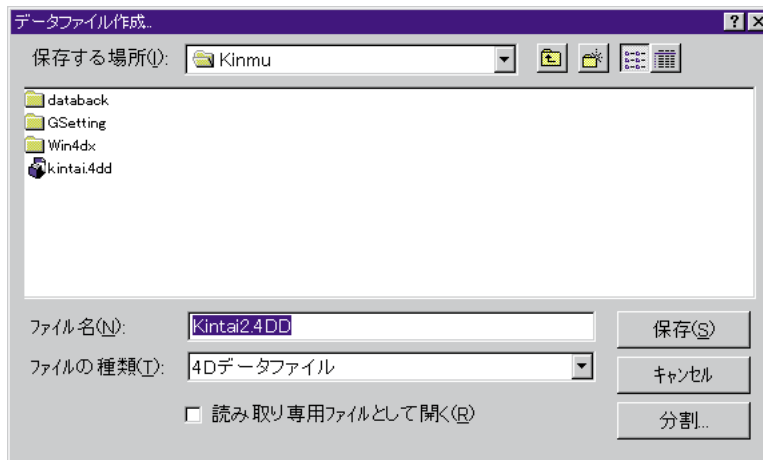 データファイル作成...
保存する場所(I): Kinmu
databack
GSetting
Win4dx
kintai.4dd
ファイル名(N): Kintai2.4DD 保存(S)
ファイルの種類(T): 4Dデータファイル キャンセル
読み取り専用ファイルとして開く(R) 分割...